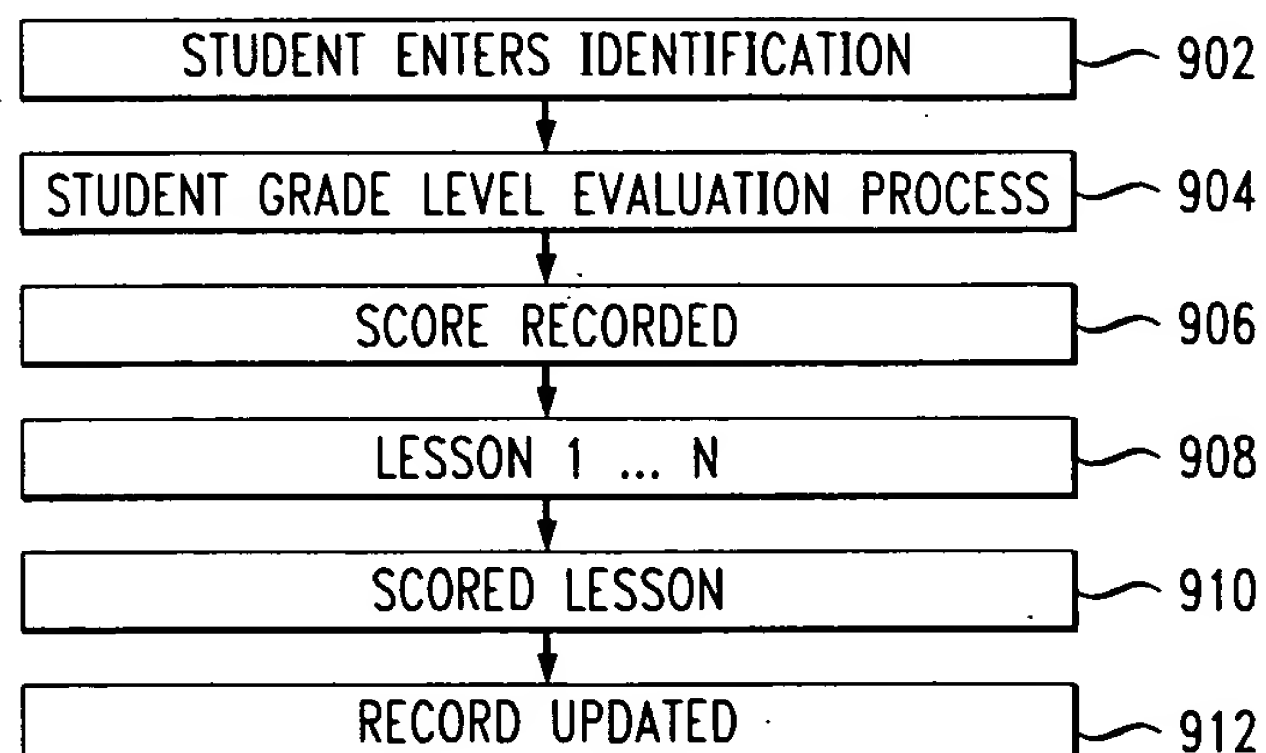 STUDENT ENTERS IDENTIFICATION 902
STUDENT GRADE LEVEL EVALUATION PROCESS 904
SCORE RECORDED 906
LESSON 1 ... N 908
SCORED LESSON 910
RECORD UPDATED 912